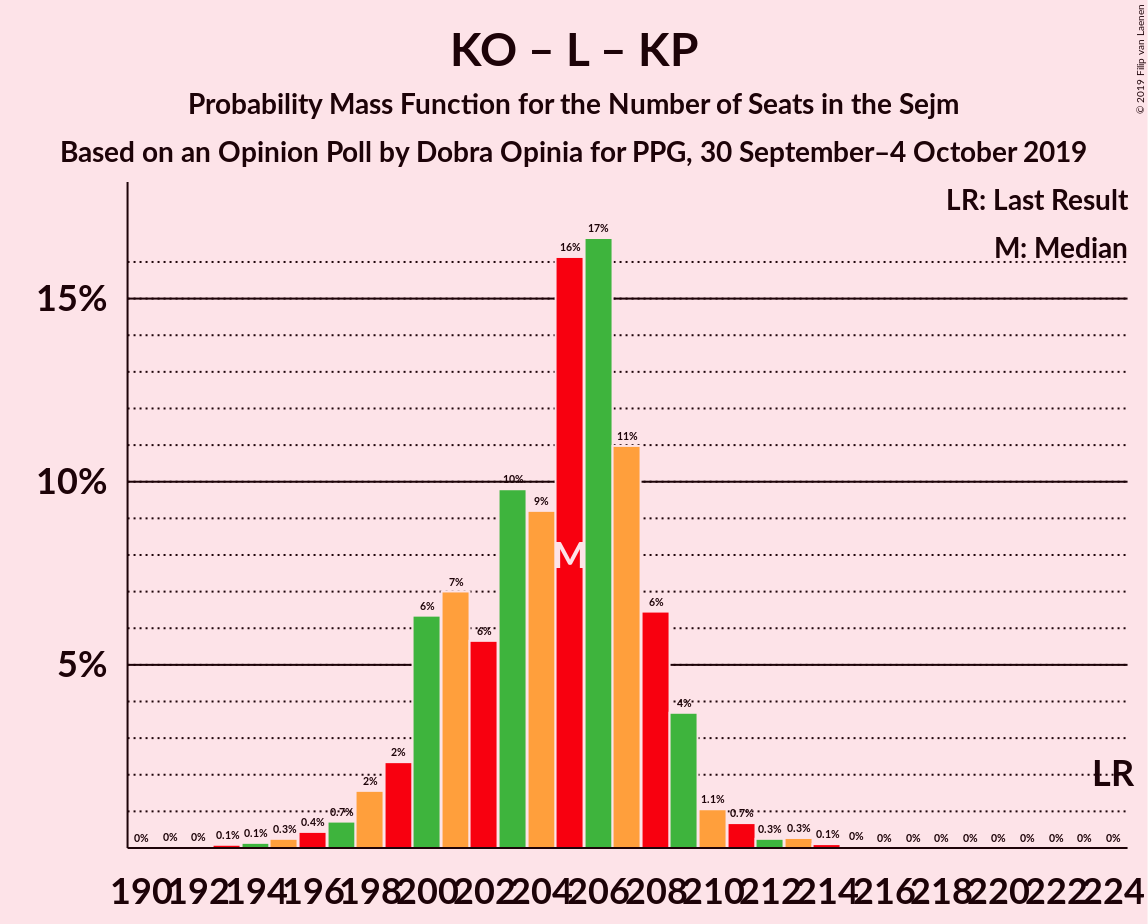 KO – L – KP
Probability Mass Function for the Number of Seats in the Sejm
Based on an Opinion Poll by Dobra Opinia for PPG, 30 September–4 October 2019
© 2019 Filip van Laenen
LR: Last Result
M: Median
15%
10%
5%
0% 0% 0% 0.1% 0.1% 0.3% 0.4% 0.7% 2% 2% 6% 7% 6% 10% 9% 16% 17% 11% 6% 4% 1.1% 0.7% 0.3% 0.3% 0.1% 0% 0% 0% 0% 0% 0% 0% 0% 0% 0%
M
LR
190 192 194 196 198 200 202 204 206 208 210 212 214 216 218 220 222 224